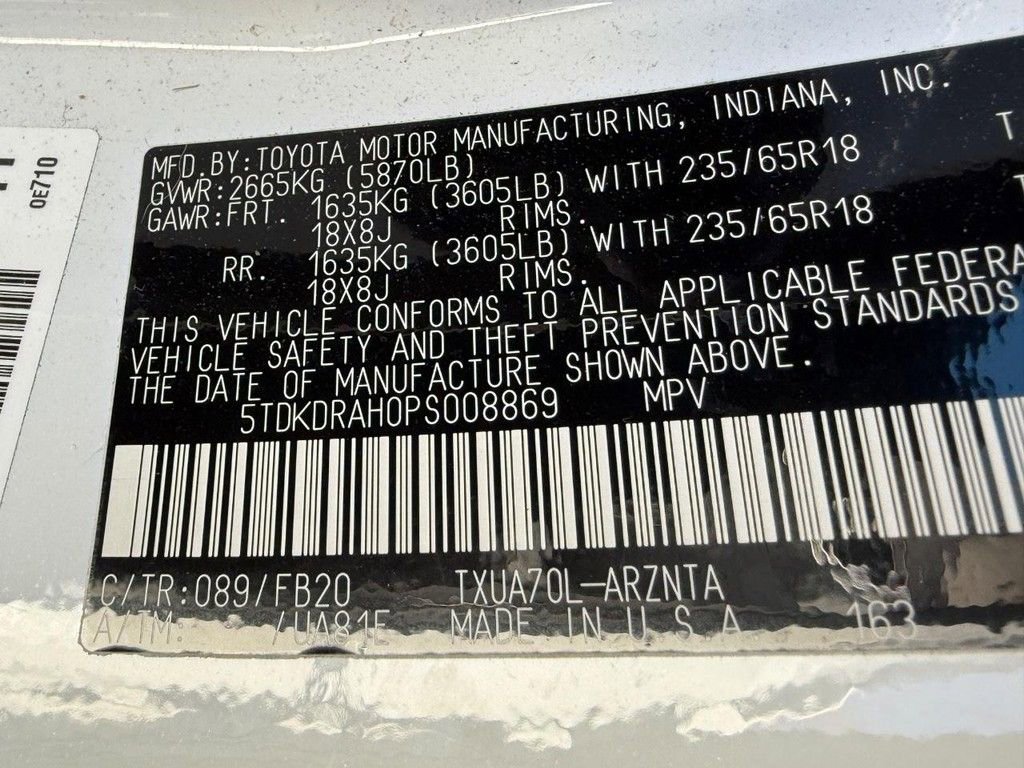 MFD.BY:TOYOTA MOTOR MANUFACTURING, INDIANA, INC.
GVWR:2665KG (5870LB)
GAWR:FRT. 1635KG (3605LB) WITH 235/65R18 T
18X8J RIMS.
RR. 1635KG (3605LB) WITH 235/65R18 T
18X8J RIMS.
THIS VEHICLE CONFORMS TO ALL APPLICABLE FEDERA
VEHICLE SAFETY AND THEFT PREVENTION STANDARDS
THE DATE OF MANUFACTURE SHOWN ABOVE.
5TDKDRAH0PS008869 MPV
C/TR:089/FB20 TXUA70L-ARZNTA
A/TM: /UA81E MADE IN U.S.A. 163
0E710